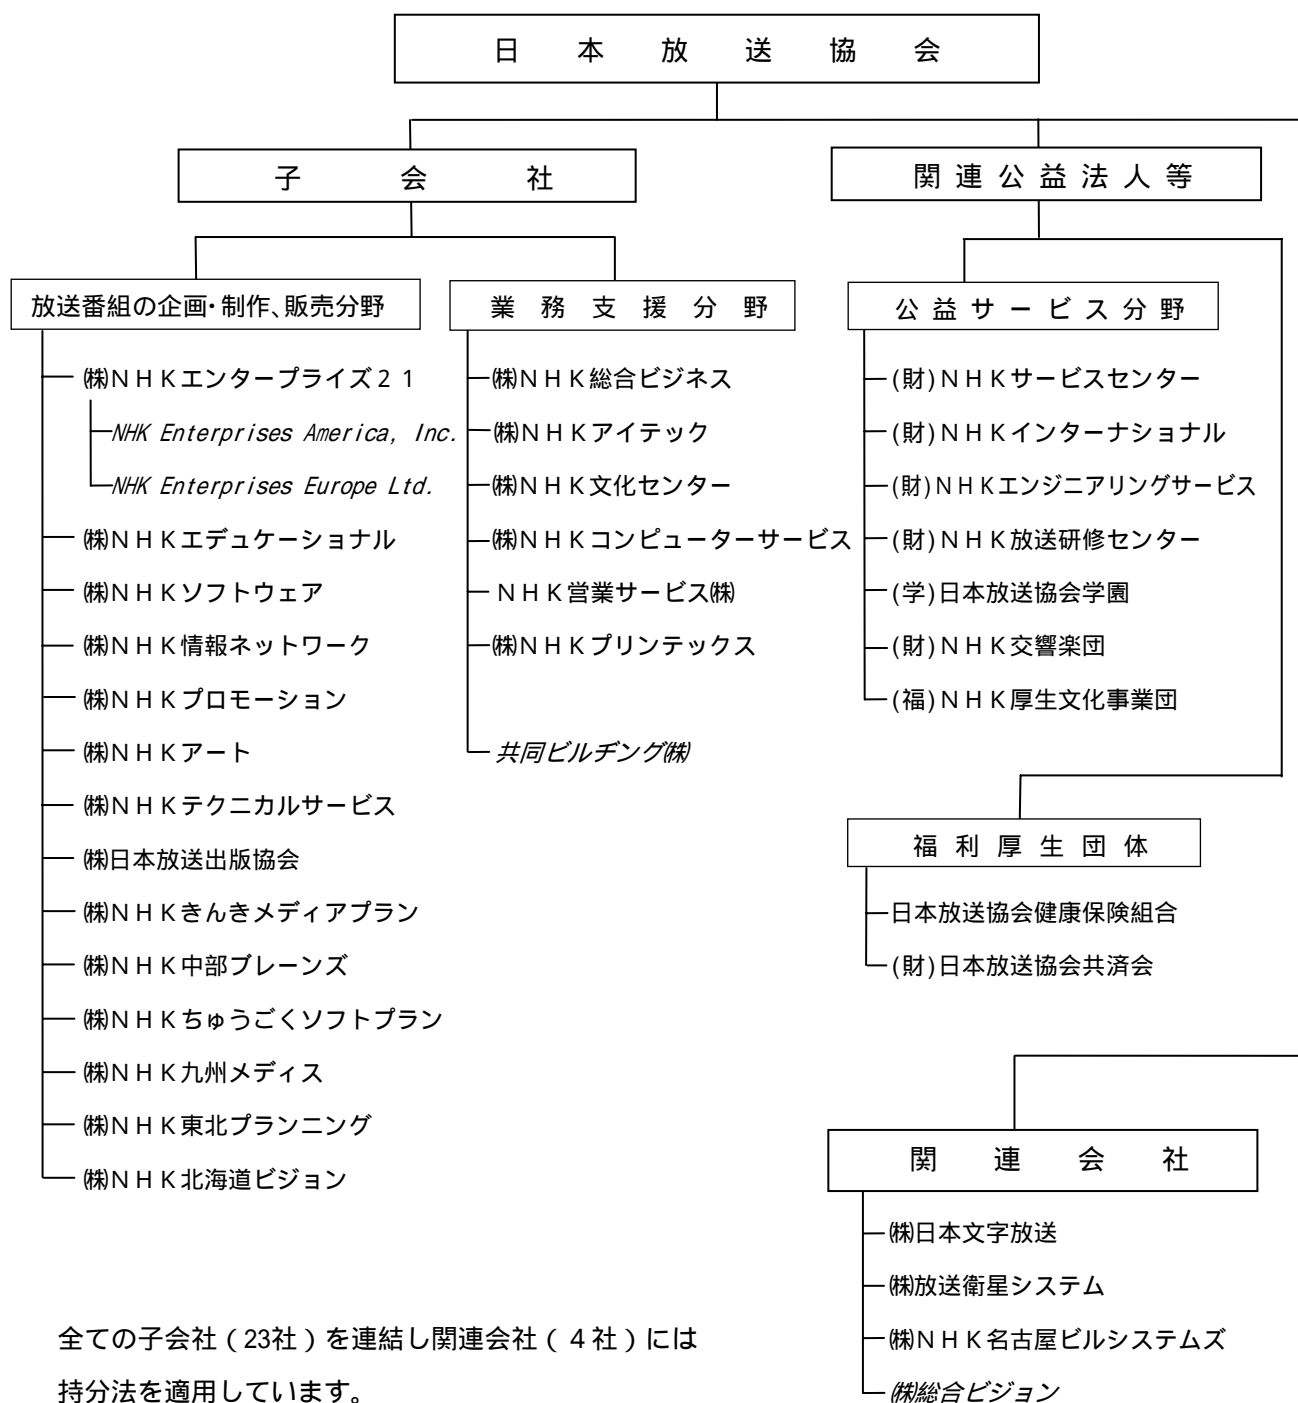 日本放送協会
子会社
関連公益法人等
放送番組の企画・制作、販売分野
㈱ＮＨＫエンタープライズ２１
NHK Enterprises America, Inc.
NHK Enterprises Europe Ltd.
㈱ＮＨＫエデュケーショナル
㈱ＮＨＫソフトウェア
㈱ＮＨＫ情報ネットワーク
㈱ＮＨＫプロモーション
㈱ＮＨＫアート
㈱ＮＨＫテクニカルサービス
㈱日本放送出版協会
㈱ＮＨＫきんきメディアプラン
㈱ＮＨＫ中部ブレーンズ
㈱ＮＨＫちゅうごくソフトプラン
㈱ＮＨＫ九州メディス
㈱ＮＨＫ東北プランニング
㈱ＮＨＫ北海道ビジョン
業務支援分野
㈱ＮＨＫ総合ビジネス
㈱ＮＨＫアイテック
㈱ＮＨＫ文化センター
㈱ＮＨＫコンピューターサービス
ＮＨＫ営業サービス㈱
㈱ＮＨＫプリンテックス
共同ビルヂング㈱
公益サービス分野
(財)ＮＨＫサービスセンター
(財)ＮＨＫインターナショナル
(財)ＮＨＫエンジニアリングサービス
(財)ＮＨＫ放送研修センター
(学)日本放送協会学園
(財)ＮＨＫ交響楽団
(福)ＮＨＫ厚生文化事業団
福利厚生団体
日本放送協会健康保険組合
(財)日本放送協会共済会
関連会社
㈱日本文字放送
㈱放送衛星システム
㈱ＮＨＫ名古屋ビルシステムズ
㈱総合ビジョン
全ての子会社（23社）を連結し関連会社（４社）には
持分法を適用しています。